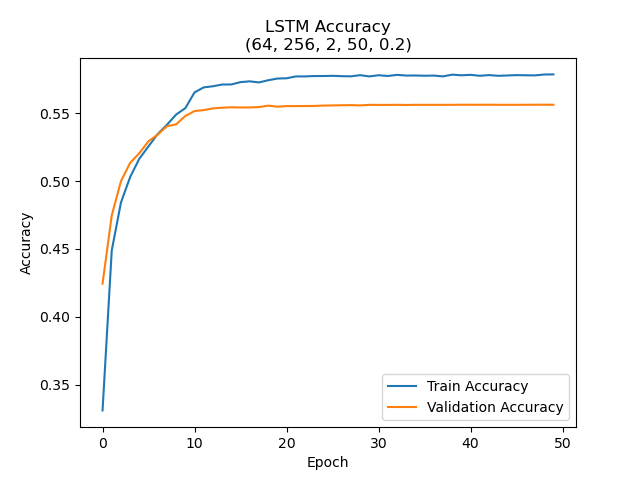 LSTM Accuracy
(64, 256, 2, 50, 0.2)
Accuracy
0.55
0.50
0.45
0.40
0.35
Train Accuracy
Validation Accuracy
0 10 20 30 40 50
Epoch